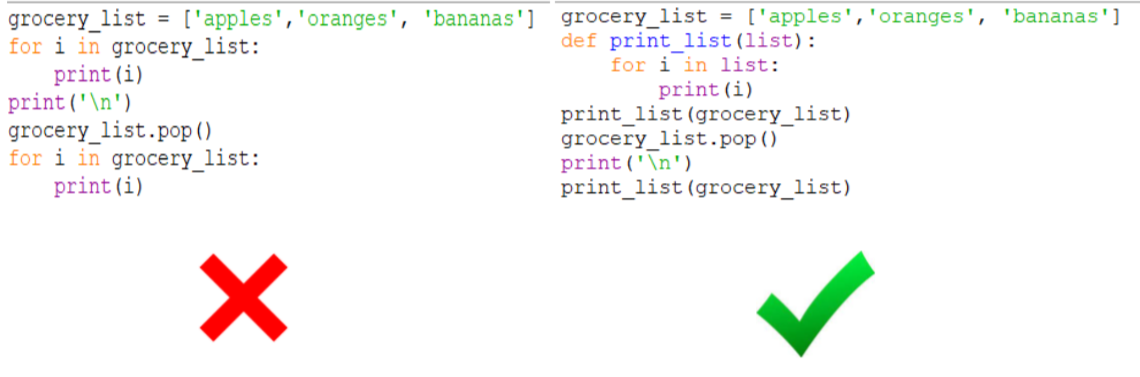 grocery_list = ['apples','oranges', 'bananas']
for i in grocery_list:
    print(i)
print('\n')
grocery_list.pop()
for i in grocery_list:
    print(i)
grocery_list = ['apples','oranges', 'bananas']
def print_list(list):
    for i in list:
        print(i)
print_list(grocery_list)
grocery_list.pop()
print('\n')
print_list(grocery_list)